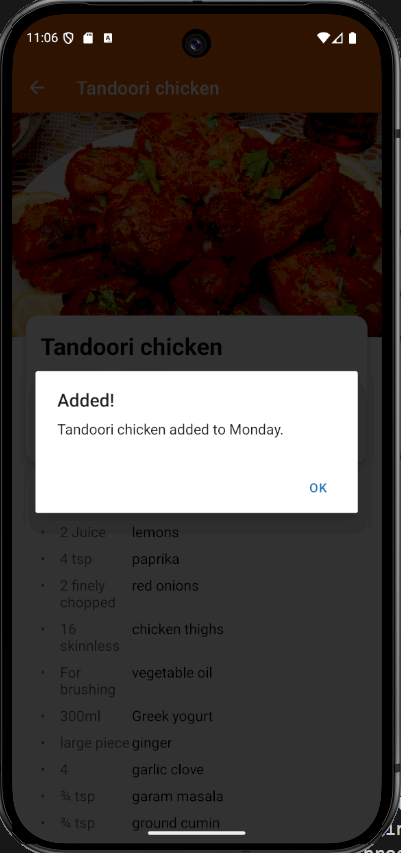 11:06
Tandoori chicken
Tandoori chicken
Added!
Tandoori chicken added to Monday.
OK
• 2 Juice lemons
• 4 tsp paprika
• 2 finely chopped red onions
• 16 skinnless chicken thighs
• For brushing vegetable oil
• 300ml Greek yogurt
• large piece ginger
• 4 garlic clove
• ¾ tsp garam masala
• ¾ tsp ground cumin